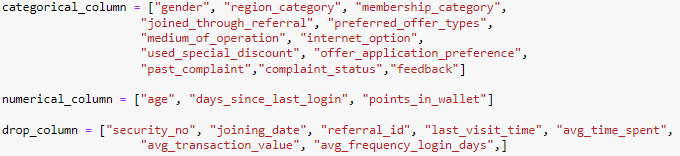 categorical_column = ["gender", "region_category", "membership_category",
"joined_through_referral", "preferred_offer_types",
"medium_of_operation", "internet_option",
"used_special_discount", "offer_application_preference",
"past_complaint","complaint_status","feedback"]
numerical_column = ["age", "days_since_last_login", "points_in_wallet"]
drop_column = ["security_no", "joining_date", "referral_id", "last_visit_time", "avg_time_spent",
"avg_transaction_value", "avg_frequency_login_days",]